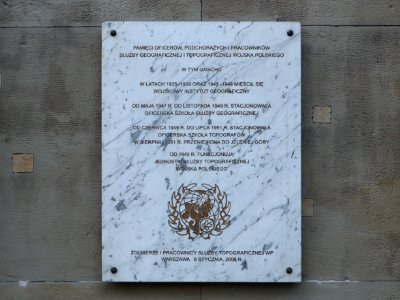 PAMIĘCI OFICERÓW, PODCHORĄŻYCH I PRACOWNIKÓW
SŁUŻBY GEOGRAFICZNEJ I TOPOGRAFICZNEJ WOJSKA POLSKIEGO
W TYM GMACHU
W LATACH 1935-1939 ORAZ 1945-1949 MIEŚCIŁ SIĘ
WOJSKOWY INSTYTUT GEOGRAFICZNY
OD MAJA 1947 R. DO LISTOPADA 1949 R. STACJONOWAŁA
OFICERSKA SZKOŁA SŁUŻBY GEOGRAFICZNEJ
OD CZERWCA 1949 R. DO LIPCA 1951 R. STACJONOWAŁA
OFICERSKA SZKOŁA TOPOGRAFÓW
W SIERPNIU 1951 R. PRZENIESIONA DO JELENIEJ GÓRY
OD 1949 R. FUNKCJONUJĄ
JEDNOSTKI SŁUŻBY TOPOGRAFICZNEJ
WOJSKA POLSKIEGO
ŻOŁNIERZE I PRACOWNICY SŁUŻBY TOPOGRAFICZNEJ WP
WARSZAWA 8 STYCZNIA, 2009 R.